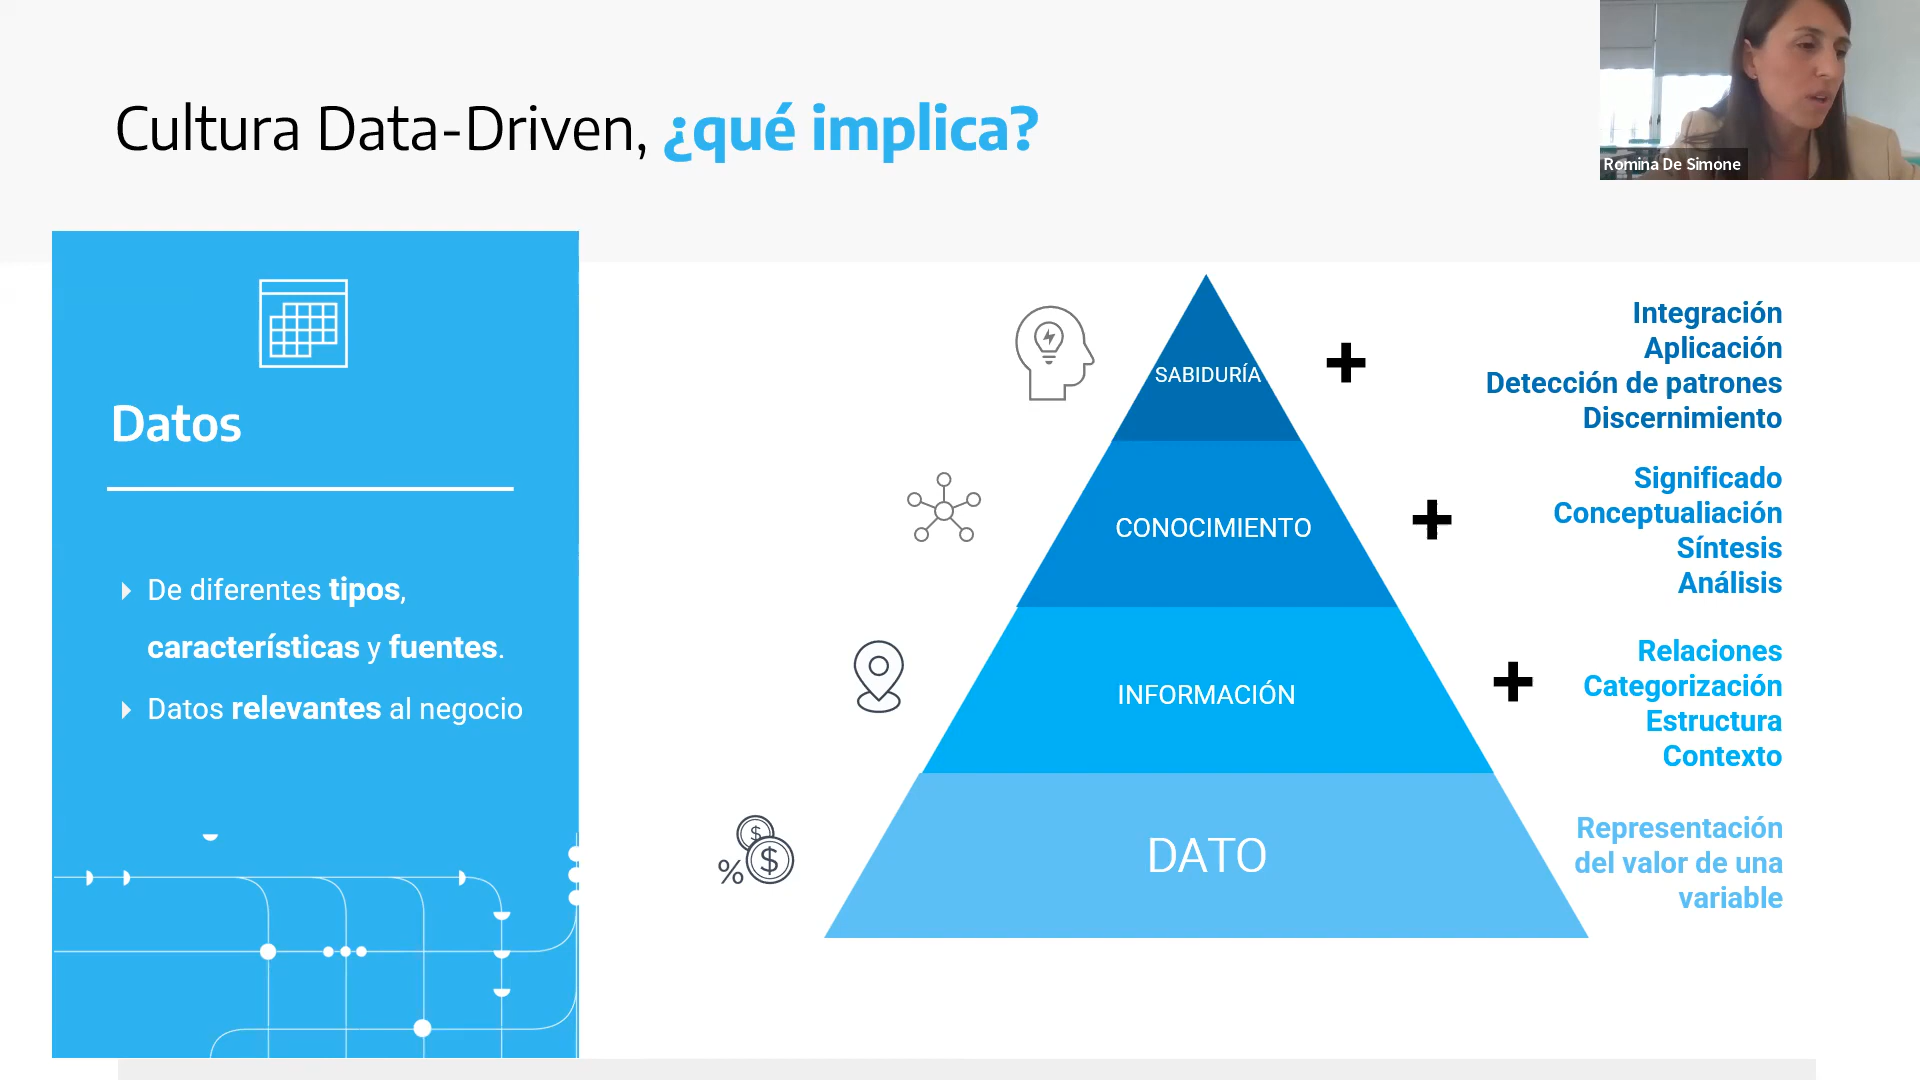 Cultura Data-Driven, ¿qué implica?
Romina De Simone
Datos
De diferentes tipos,
características y fuentes.
Datos relevantes al negocio
SABIDURÍA
Integración
Aplicación
Detección de patrones
Discernimiento
CONOCIMIENTO
Significado
Conceptualiación
Síntesis
Análisis
INFORMACIÓN
Relaciones
Categorización
Estructura
Contexto
% $ $
DATO
Representación
del valor de una
variable